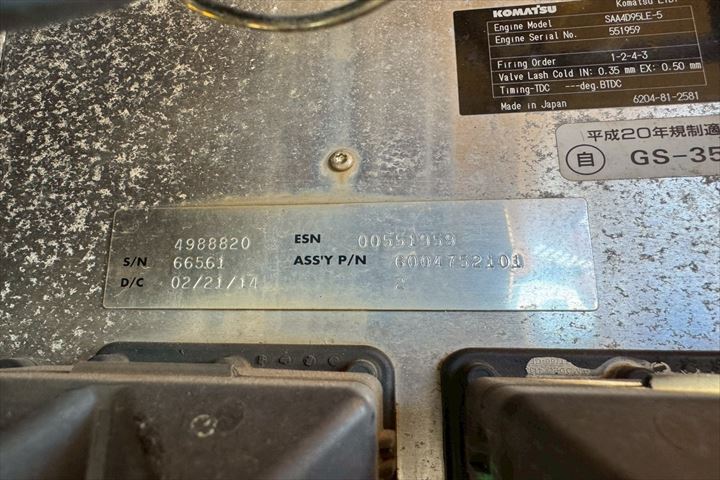 KOMATSU Komatsu Ltd.
Engine Model SAA4D95LE-5
Engine Serial No. 551959
Firing Order 1-2-4-3
Valve Lash Cold IN: 0.35 mm EX: 0.50 mm
Timing-TDC ---deg.BTDC
Made in Japan 6204-81-2581
平成20年規制適
自 GS-35
4988820 ESN 00551959
S/N 66561 ASS'Y P/N 6004752101
D/C 02/21/14 2